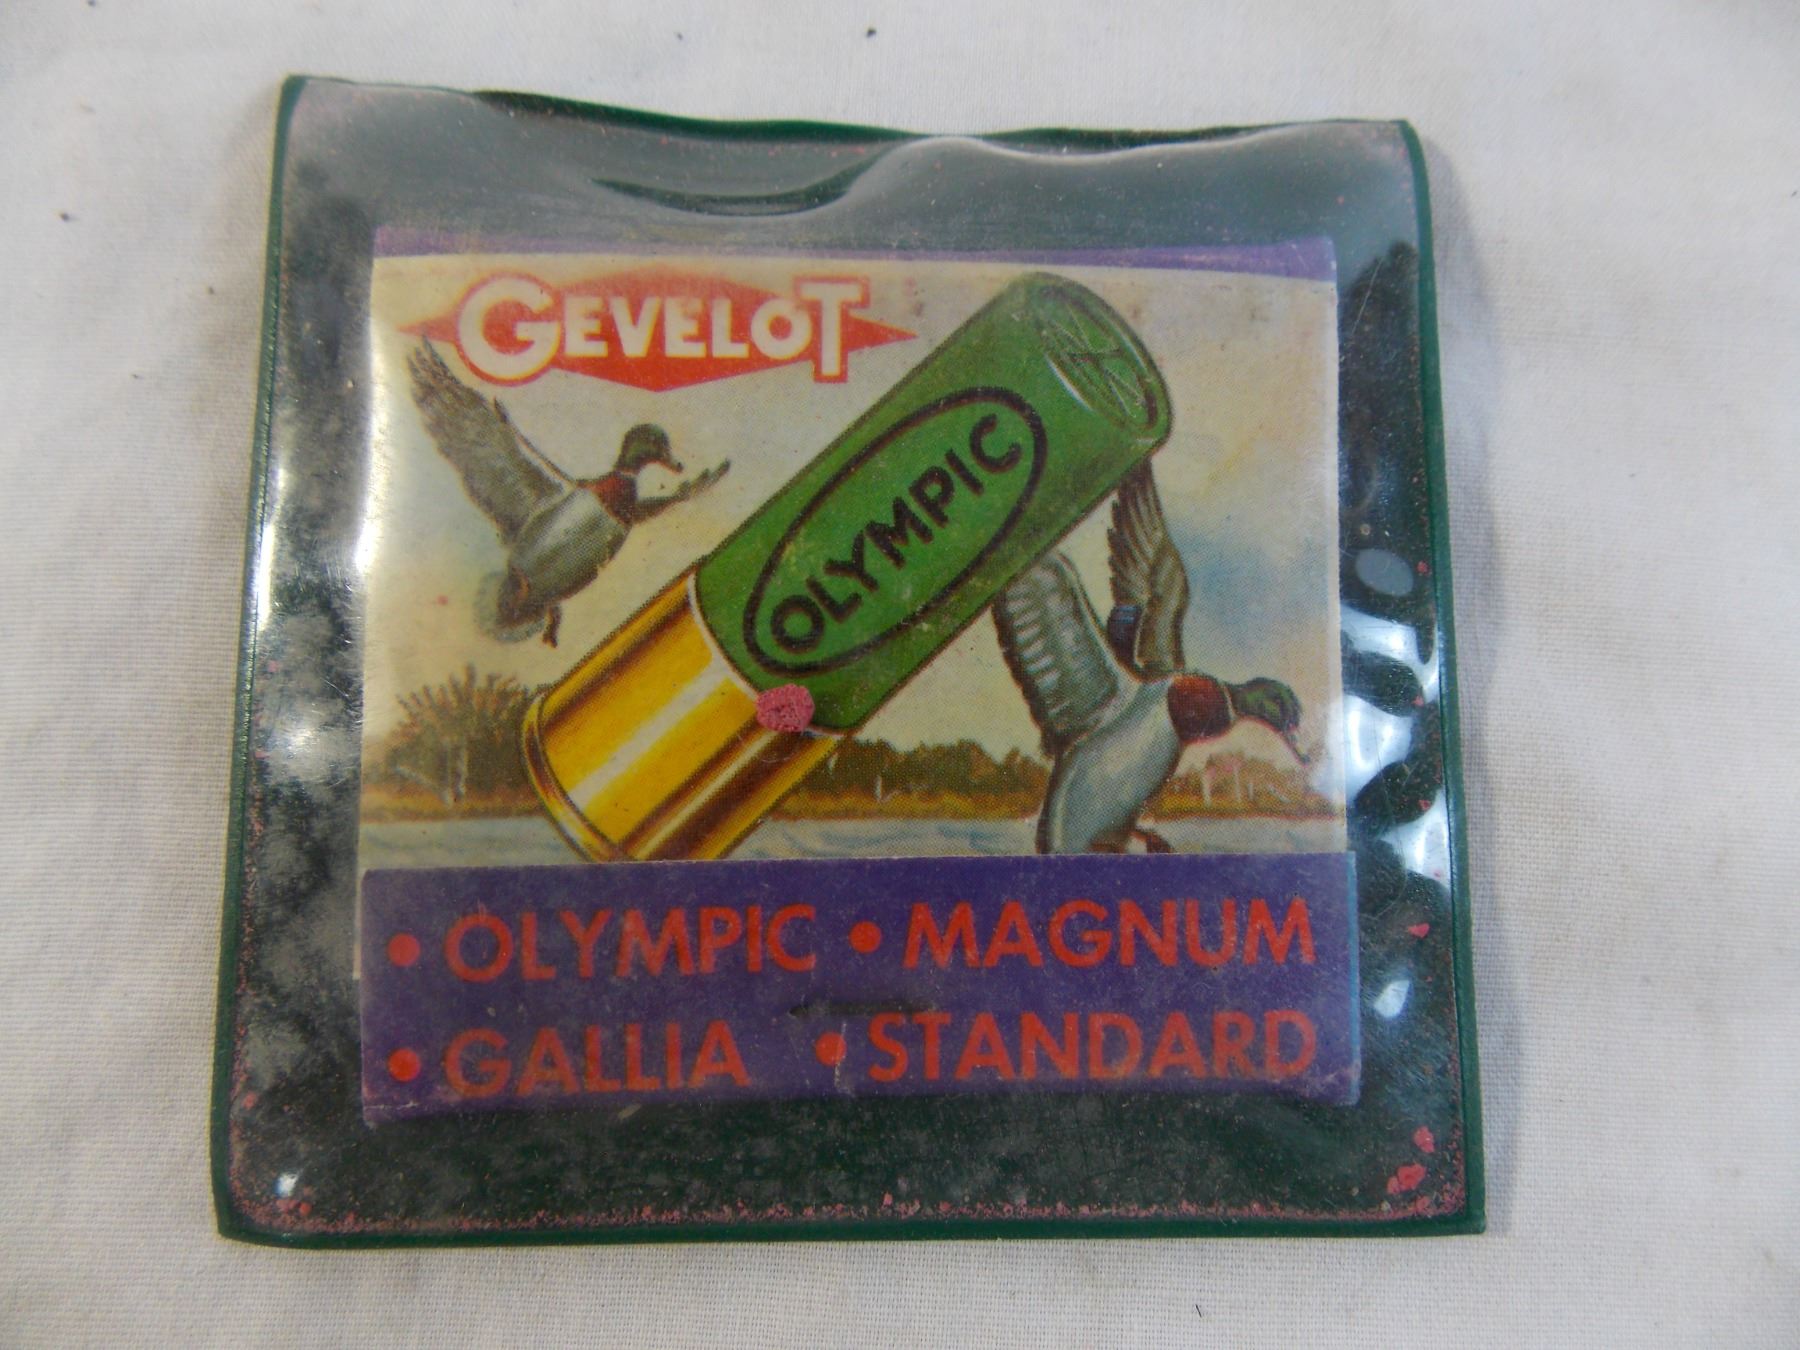 GEVELOT
OLYMPIC
• OLYMPIC • MAGNUM
• GALLIA • STANDARD